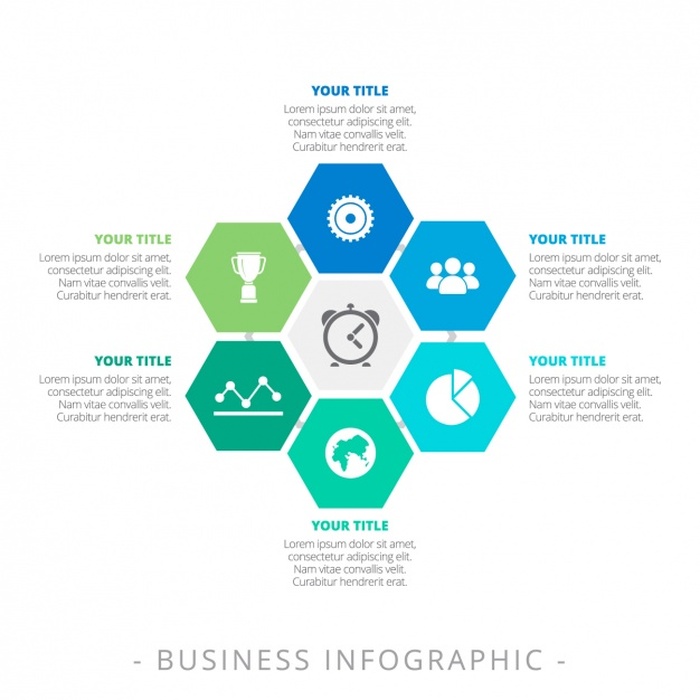 YOUR TITLE
Lorem ipsum dolor sit amet,
consectetur adipiscing elit.
Nam vitae convallis velit.
Curabitur hendrerit erat.
YOUR TITLE
Lorem ipsum dolor sit amet,
consectetur adipiscing elit.
Nam vitae convallis velit.
Curabitur hendrerit erat.
YOUR TITLE
Lorem ipsum dolor sit amet,
consectetur adipiscing elit.
Nam vitae convallis velit.
Curabitur hendrerit erat.
YOUR TITLE
Lorem ipsum dolor sit amet,
consectetur adipiscing elit.
Nam vitae convallis velit.
Curabitur hendrerit erat.
YOUR TITLE
Lorem ipsum dolor sit amet,
consectetur adipiscing elit.
Nam vitae convallis velit.
Curabitur hendrerit erat.
YOUR TITLE
Lorem ipsum dolor sit amet,
consectetur adipiscing elit.
Nam vitae convallis velit.
Curabitur hendrerit erat.
- BUSINESS INFOGRAPHIC -